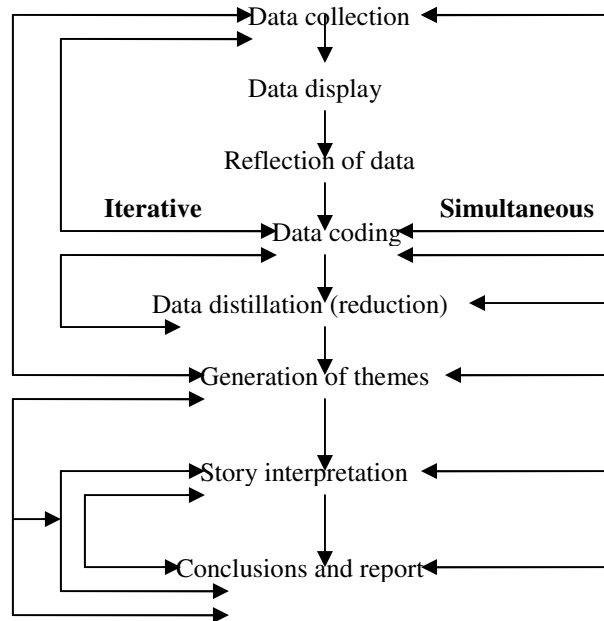 Data collection
Data display
Reflection of data
Iterative
Simultaneous
Data coding
Data distillation (reduction)
Generation of themes
Story interpretation
Conclusions and report